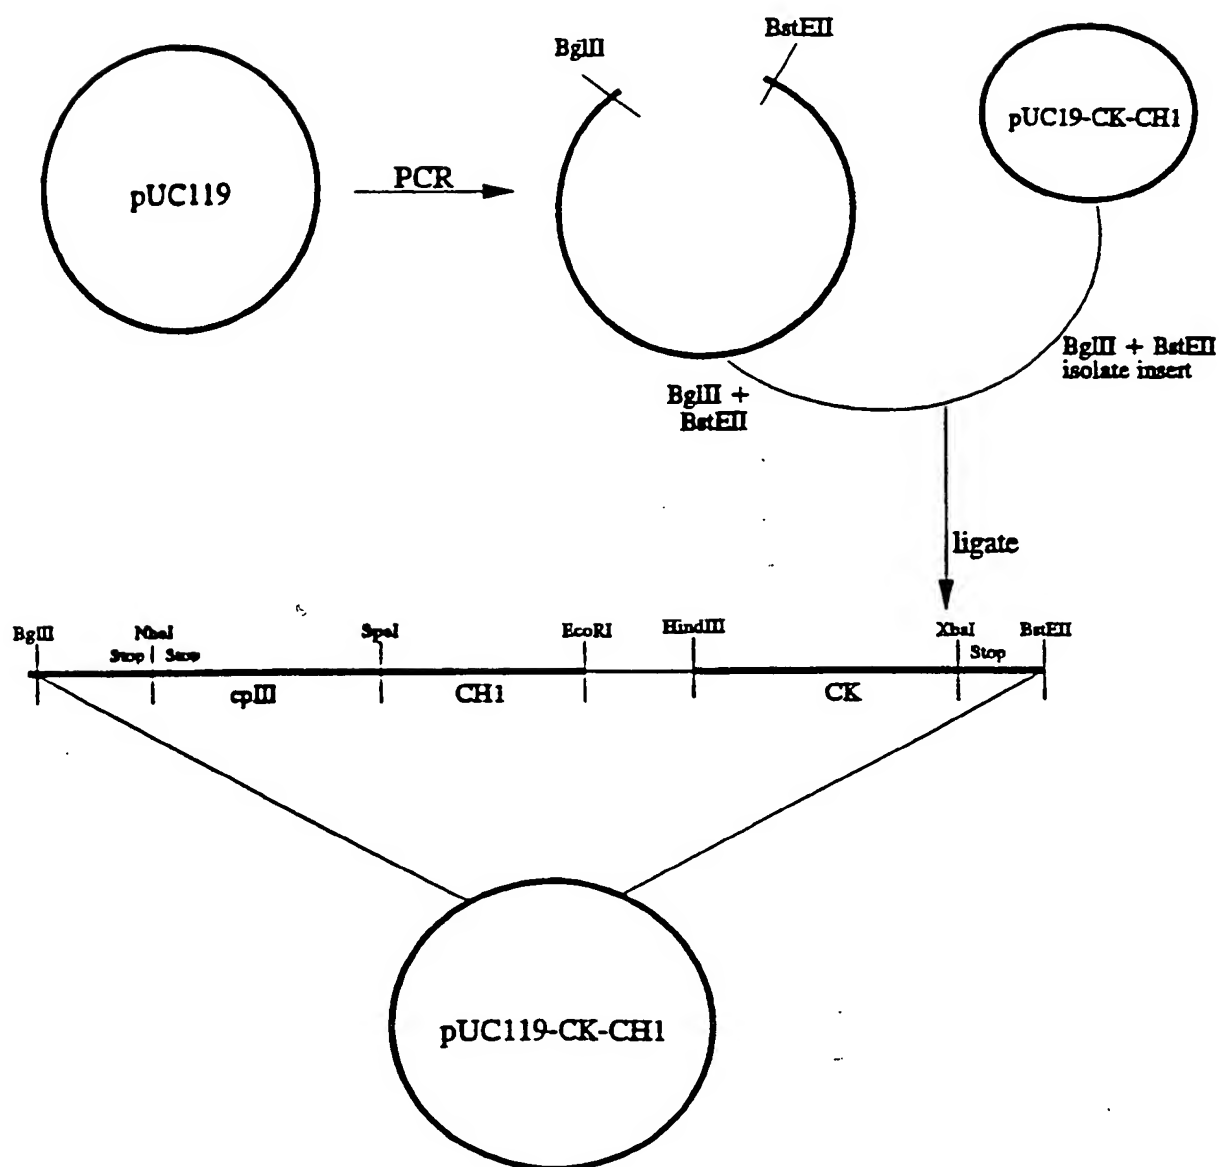 BglII
BstEII
pUC119
PCR
pUC19-CK-CH1
BglII +
BstEII
BglII + BstEII
isolate insert
ligate
BglII
NheI
SpeI
EcoRI
HindIII
XbaI
BstEII
Stop
Stop
Stop
cpIII
CH1
CK
pUC119-CK-CH1